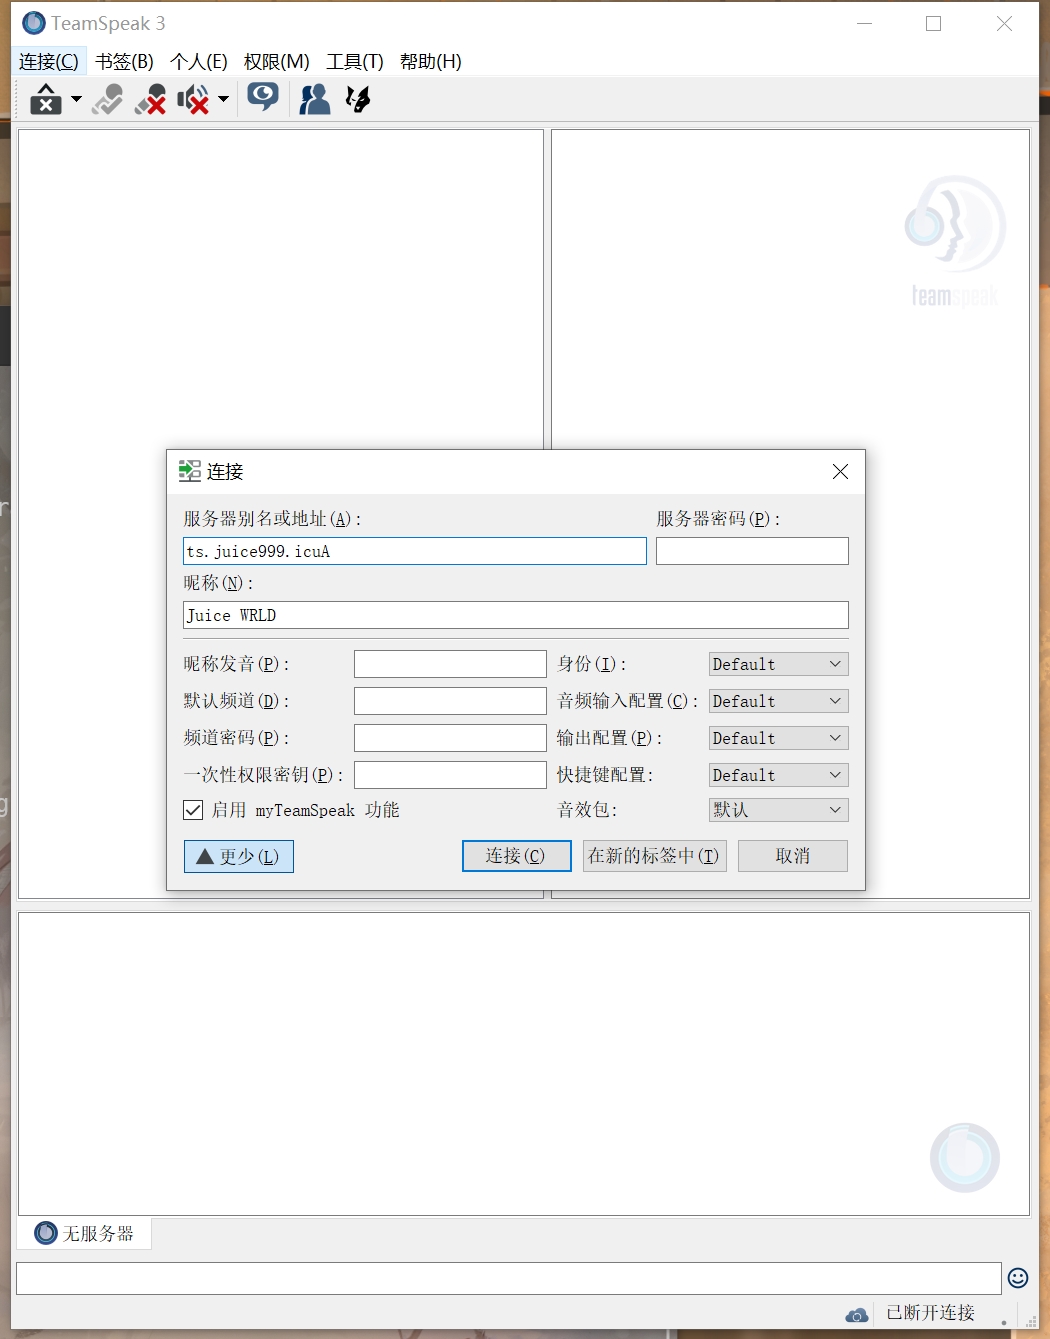 TeamSpeak 3
连接(C) 书签(B) 个人(E) 权限(M) 工具(T) 帮助(H)
teamspeak
连接
服务器别名或地址(A): 服务器密码(P):
ts.juice999.icuA
昵称(N):
Juice WRLD
昵称发音(P): 身份(I): Default
默认频道(D): 音频输入配置(C): Default
频道密码(P): 输出配置(P): Default
一次性权限密钥(P): 快捷键配置: Default
启用 myTeamSpeak 功能 音效包: 默认
▲更少(L) 连接(C) 在新的标签中(T) 取消
无服务器
已断开连接